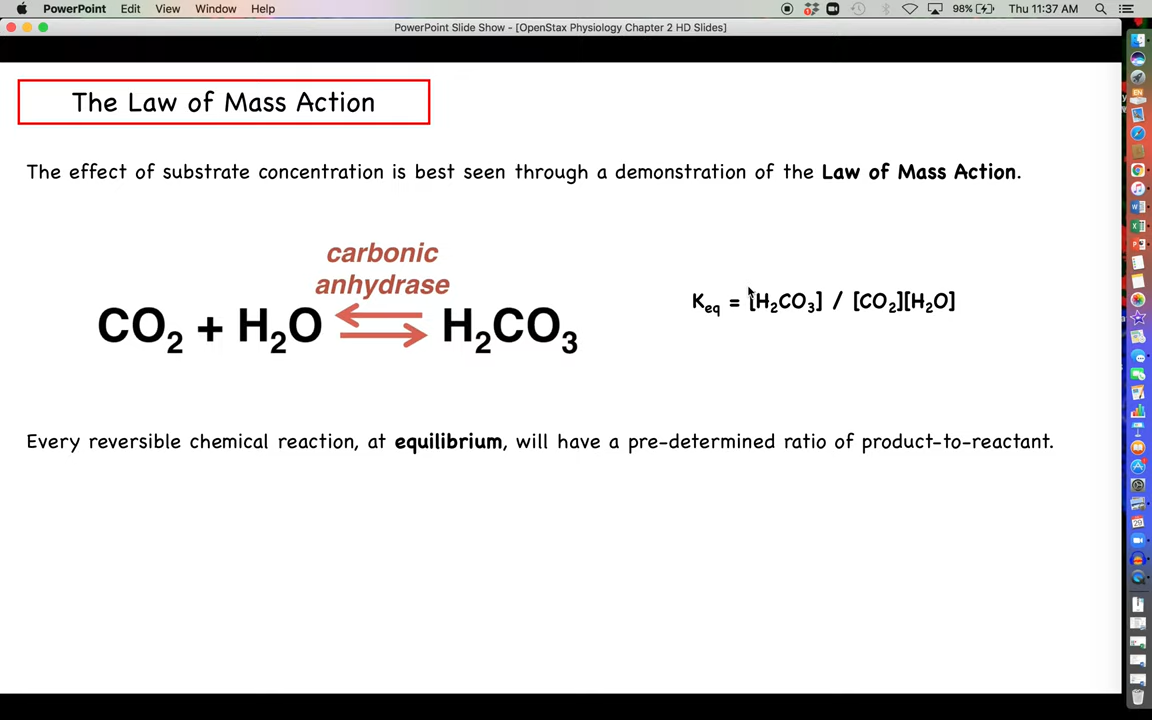 PowerPoint Edit View Window Help 98% Thu 11:37 AM
PowerPoint Slide Show - [OpenStax Physiology Chapter 2 HD Slides]
The Law of Mass Action
The effect of substrate concentration is best seen through a demonstration of the Law of Mass Action.
carbonic
anhydrase
CO₂ + H₂O ⇌ H₂CO₃
Keq = [H₂CO₃] / [CO₂][H₂O]
Every reversible chemical reaction, at equilibrium, will have a pre-determined ratio of product-to-reactant.